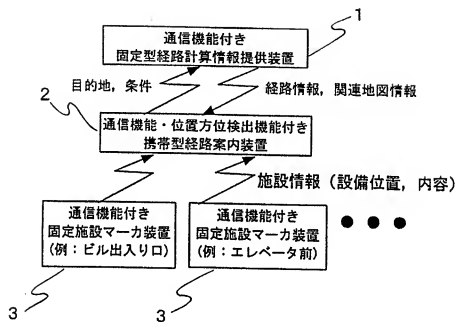 1
通信機能付き
固定型経路計算情報提供装置
目的地，条件
経路情報，関連地図情報
2
通信機能・位置方位検出機能付き
携帯型経路案内装置
施設情報（設備位置，内容）
通信機能付き
固定施設マーカ装置
(例：ビル出入り口)
通信機能付き
固定施設マーカ装置
(例：エレベータ前)
3
3